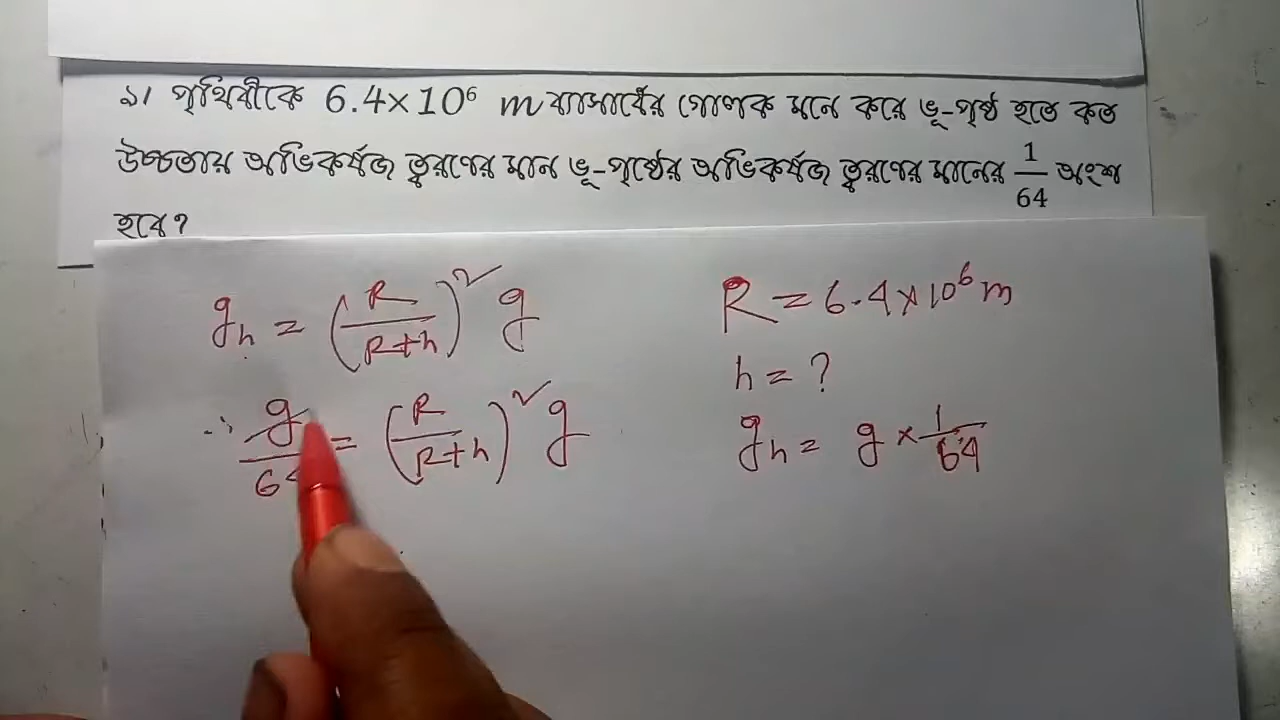 ১। পৃথিবীকে 6.4×10⁶ m ব্যাসার্ধের গোলক মনে করে ভূ-পৃষ্ঠ হতে কত
উচ্চতায় অভিকর্ষজ ত্বরণের মান ভূ-পৃষ্ঠের অভিকর্ষজ ত্বরণের মানের 1/64 অংশ
হবে?
gₕ = (R/(R+h))² g
∴ g/64 = (R/(R+h))² g
R = 6.4×10⁶ m
h = ?
gₕ = g × 1/64